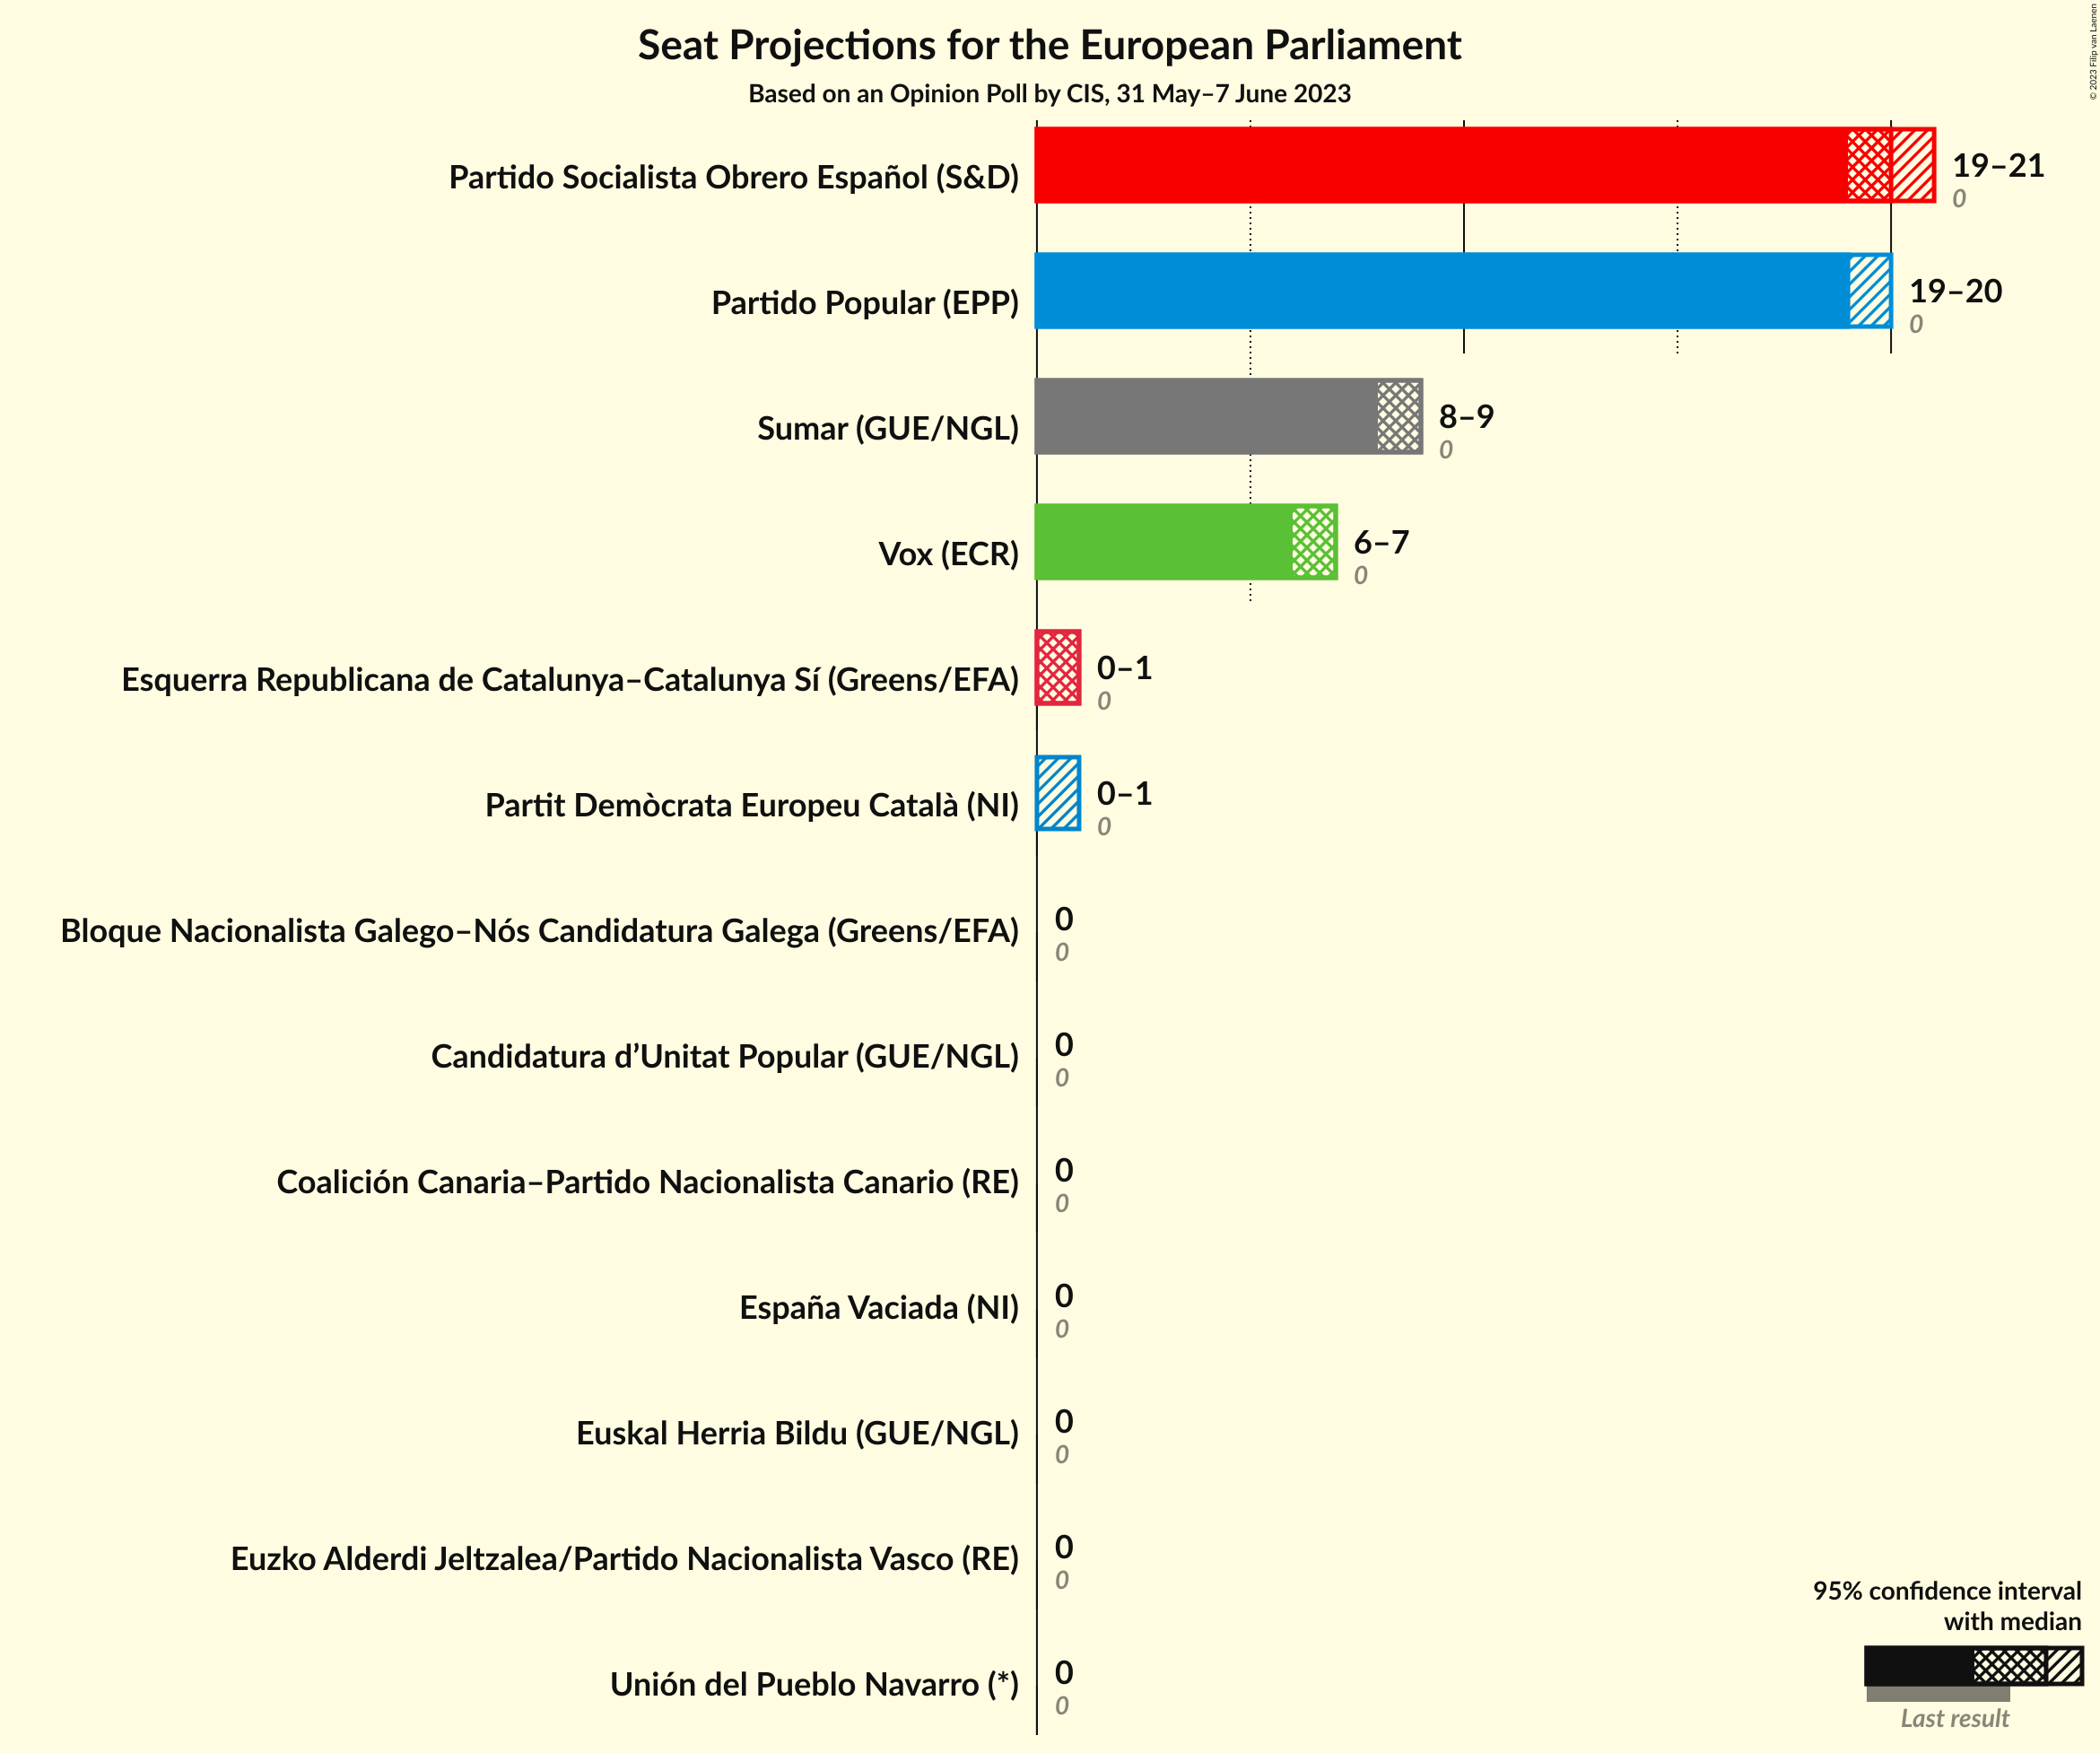 Seat Projections for the European Parliament
Based on an Opinion Poll by CIS, 31 May–7 June 2023
© 2023 Filip van Laenen
Partido Socialista Obrero Español (S&D)
19–21
0
Partido Popular (EPP)
19–20
0
Sumar (GUE/NGL)
8–9
0
Vox (ECR)
6–7
0
Esquerra Republicana de Catalunya–Catalunya Sí (Greens/EFA)
0–1
0
Partit Demòcrata Europeu Català (NI)
0–1
0
Bloque Nacionalista Galego–Nós Candidatura Galega (Greens/EFA)
0
0
Candidatura d’Unitat Popular (GUE/NGL)
0
0
Coalición Canaria–Partido Nacionalista Canario (RE)
0
0
España Vaciada (NI)
0
0
Euskal Herria Bildu (GUE/NGL)
0
0
Euzko Alderdi Jeltzalea/Partido Nacionalista Vasco (RE)
0
0
Unión del Pueblo Navarro (*)
0
0
95% confidence interval
with median
Last result